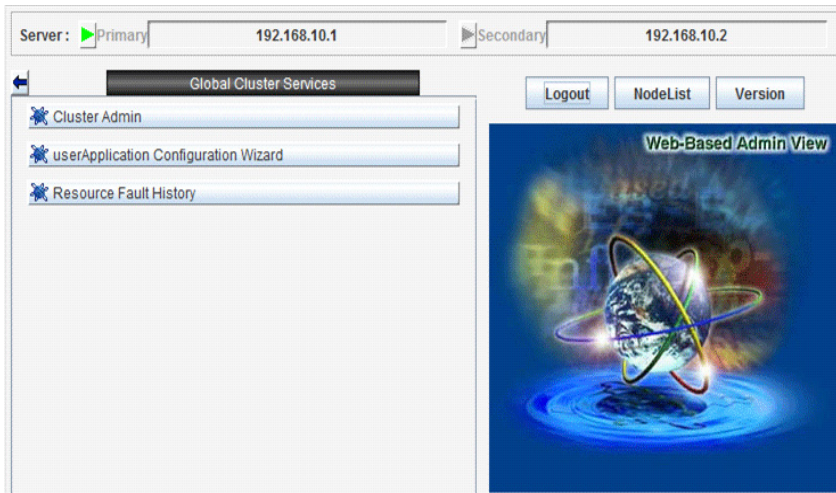 Server : Primary 192.168.10.1 Secondary 192.168.10.2
Global Cluster Services
Logout NodeList Version
Cluster Admin
userApplication Configuration Wizard
Resource Fault History
Web-Based Admin View